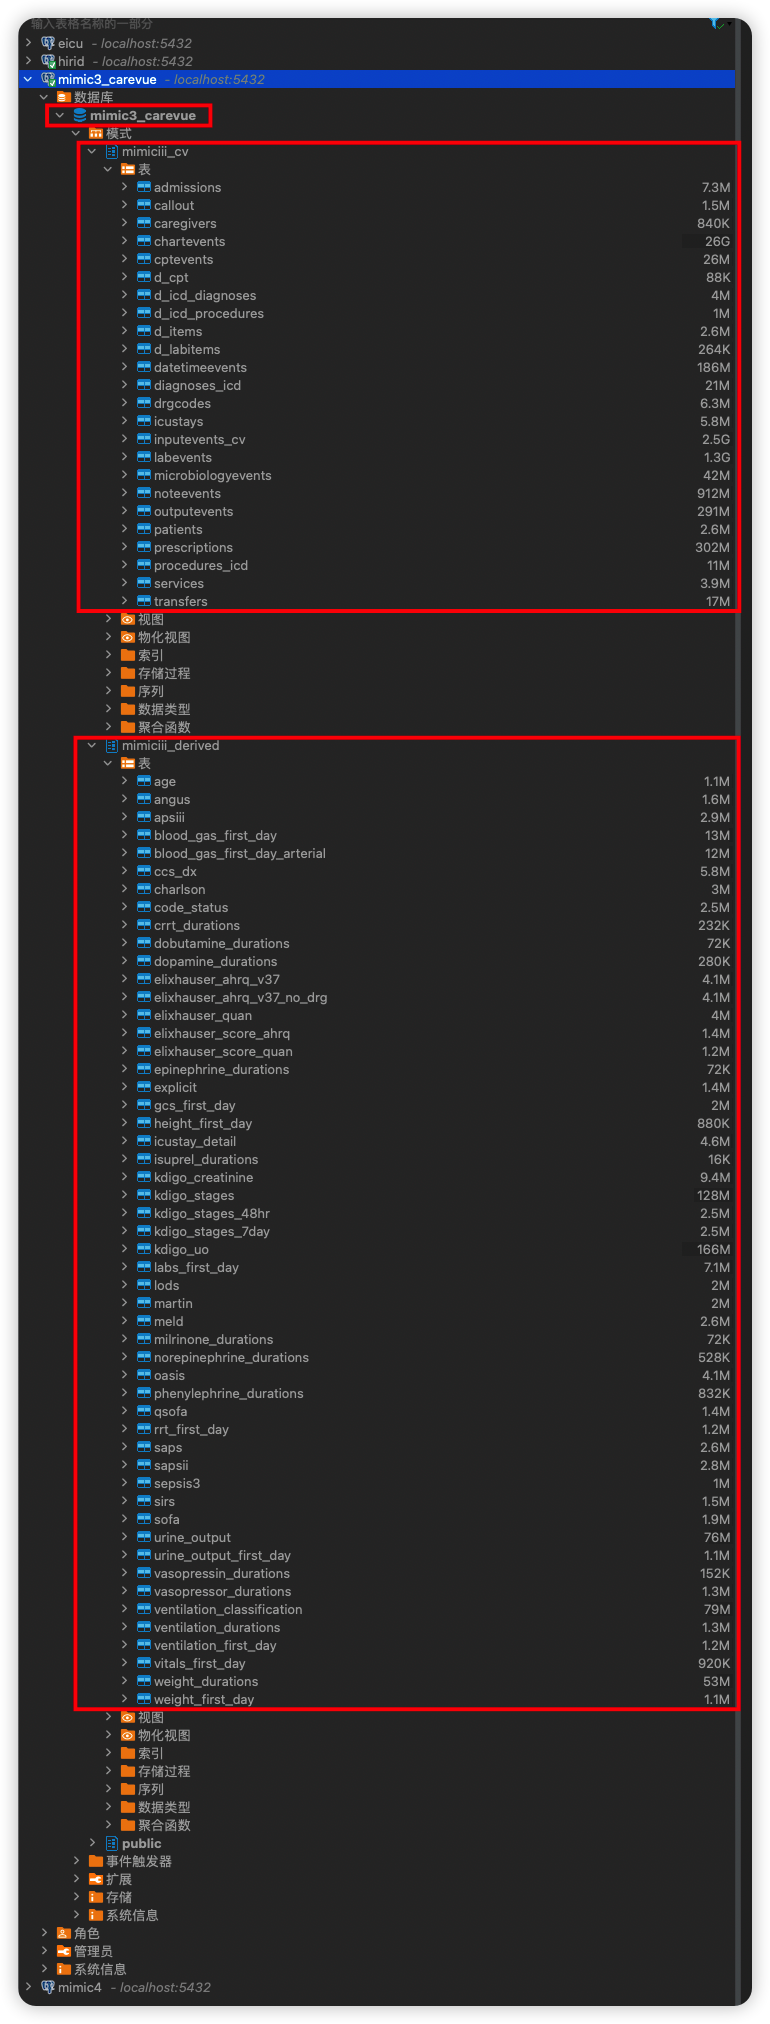 输入表格名称的一部分
eicu - localhost:5432
hirid - localhost:5432
mimic3_carevue - localhost:5432
数据库
mimic3_carevue
模式
mimiciii_cv
表
admissions 7.3M
callout 1.5M
caregivers 840K
chartevents 26G
cptevents 26M
d_cpt 88K
d_icd_diagnoses 4M
d_icd_procedures 1M
d_items 2.6M
d_labitems 264K
datetimeevents 186M
diagnoses_icd 21M
drgcodes 6.3M
icustays 5.8M
inputevents_cv 2.5G
labevents 1.3G
microbiologyevents 42M
noteevents 912M
outputevents 291M
patients 2.6M
prescriptions 302M
procedures_icd 11M
services 3.9M
transfers 17M
视图
物化视图
索引
存储过程
序列
数据类型
聚合函数
mimiciii_derived
表
age 1.1M
angus 1.6M
apsiii 2.9M
blood_gas_first_day 13M
blood_gas_first_day_arterial 12M
ccs_dx 5.8M
charlson 3M
code_status 2.5M
crrt_durations 232K
dobutamine_durations 72K
dopamine_durations 280K
elixhauser_ahrq_v37 4.1M
elixhauser_ahrq_v37_no_drg 4.1M
elixhauser_quan 4M
elixhauser_score_ahrq 1.4M
elixhauser_score_quan 1.2M
epinephrine_durations 72K
explicit 1.4M
gcs_first_day 2M
height_first_day 880K
icustay_detail 4.6M
isuprel_durations 16K
kdigo_creatinine 9.4M
kdigo_stages 128M
kdigo_stages_48hr 2.5M
kdigo_stages_7day 2.5M
kdigo_uo 166M
labs_first_day 7.1M
lods 2M
martin 2M
meld 2.6M
milrinone_durations 72K
norepinephrine_durations 528K
oasis 4.1M
phenylephrine_durations 832K
qsofa 1.4M
rrt_first_day 1.2M
saps 2.6M
sapsii 2.8M
sepsis3 1M
sirs 1.5M
sofa 1.9M
urine_output 76M
urine_output_first_day 1.1M
vasopressin_durations 152K
vasopressor_durations 1.3M
ventilation_classification 79M
ventilation_durations 1.3M
ventilation_first_day 1.2M
vitals_first_day 920K
weight_durations 53M
weight_first_day 1.1M
视图
物化视图
索引
存储过程
序列
数据类型
聚合函数
public
事件触发器
扩展
存储
系统信息
角色
管理员
系统信息
mimic4 - localhost:5432